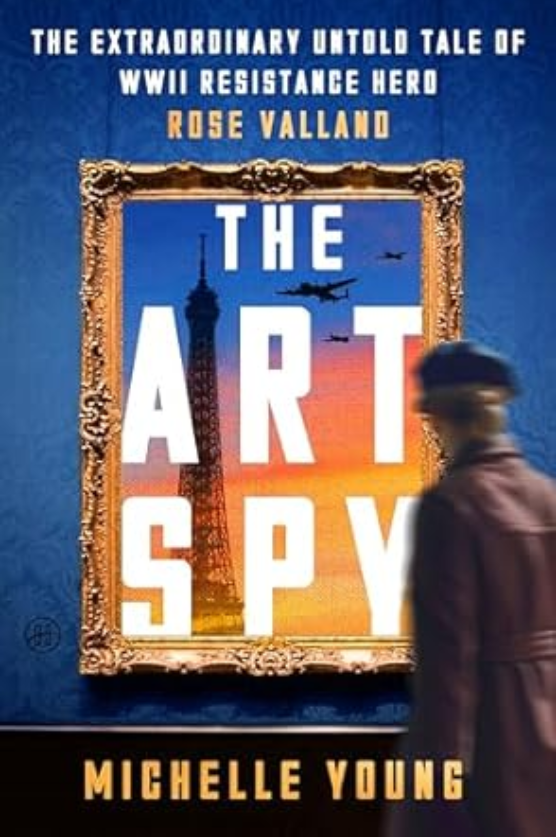 THE EXTRAORDINARY UNTOLD TALE OF
WWII RESISTANCE HERO
ROSE VALLAND
THE
ART
SPY
MICHELLE YOUNG